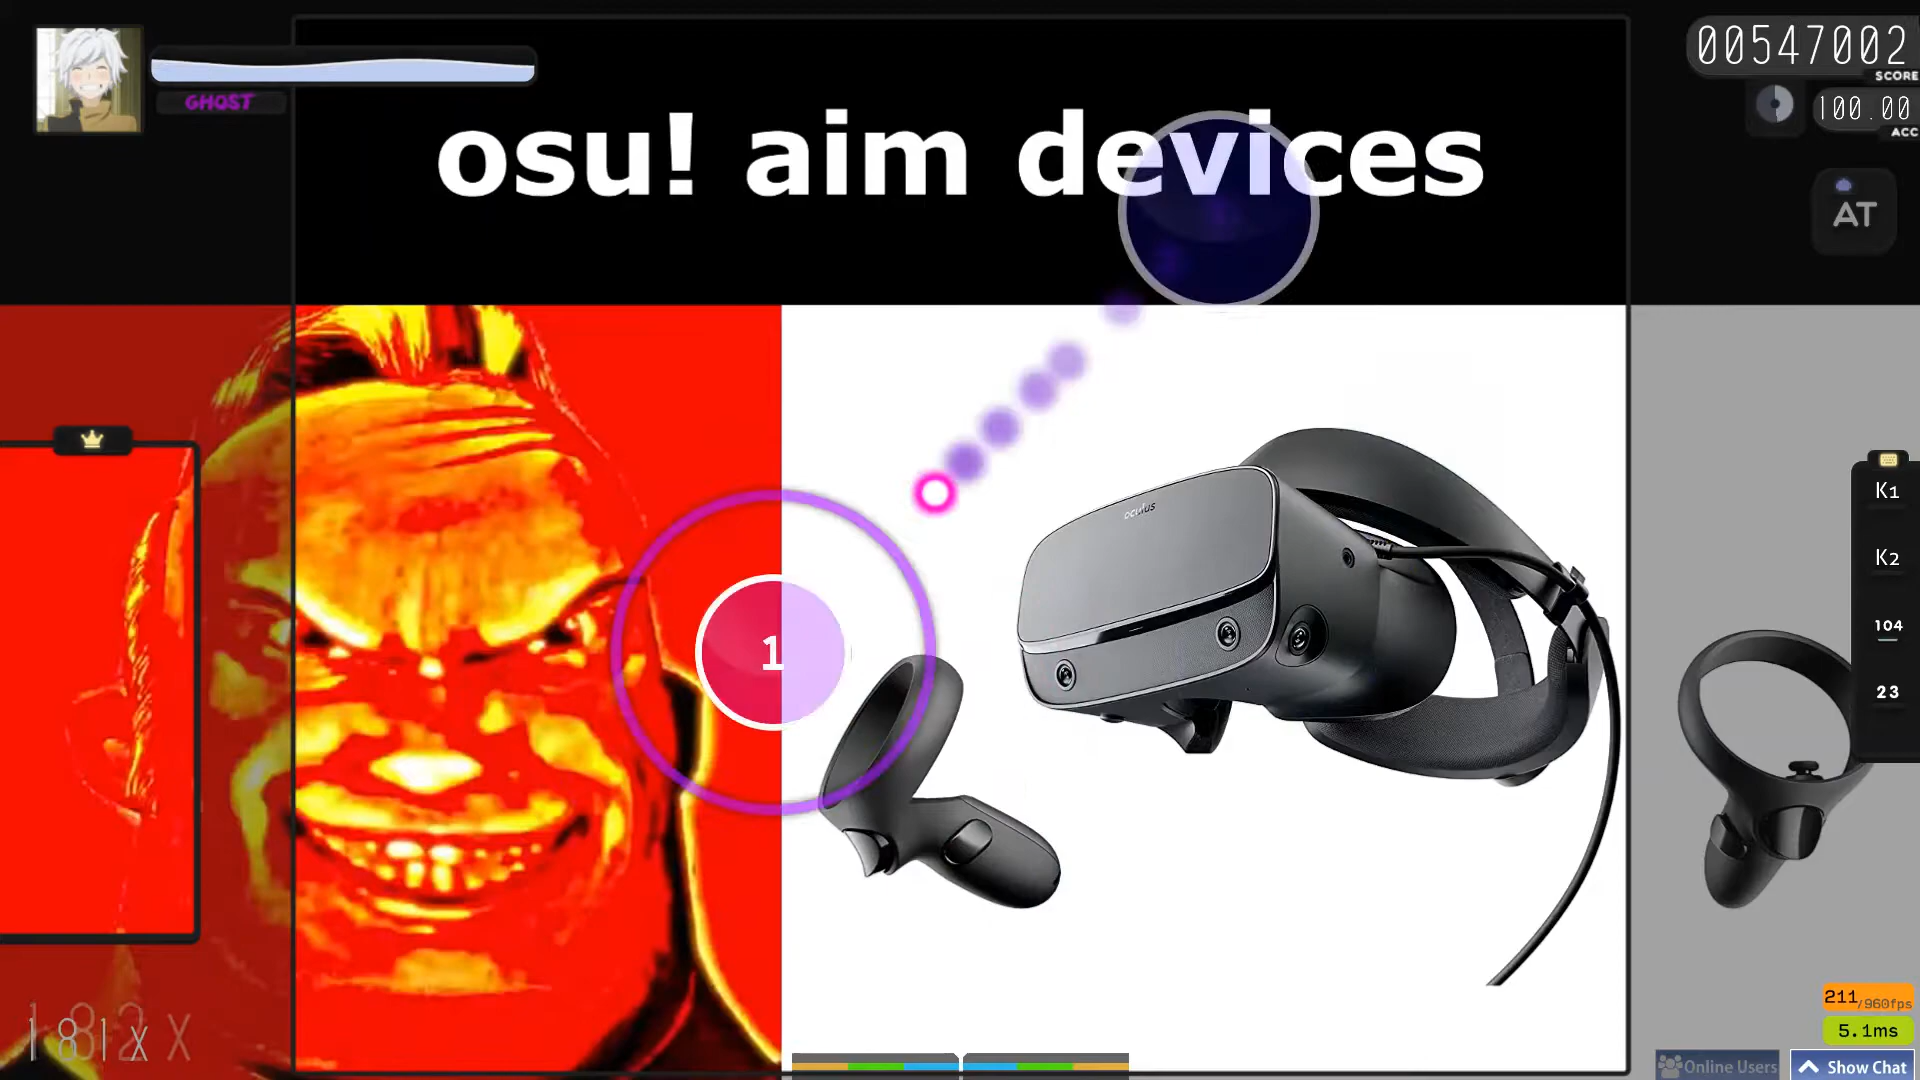 00547002
SCORE
GHOST
100.00
ACC
osu! aim devices
AT
K1
oculus
K2
104
1
23
181x
211/960fps
5.1ms
Online Users
Show Chat